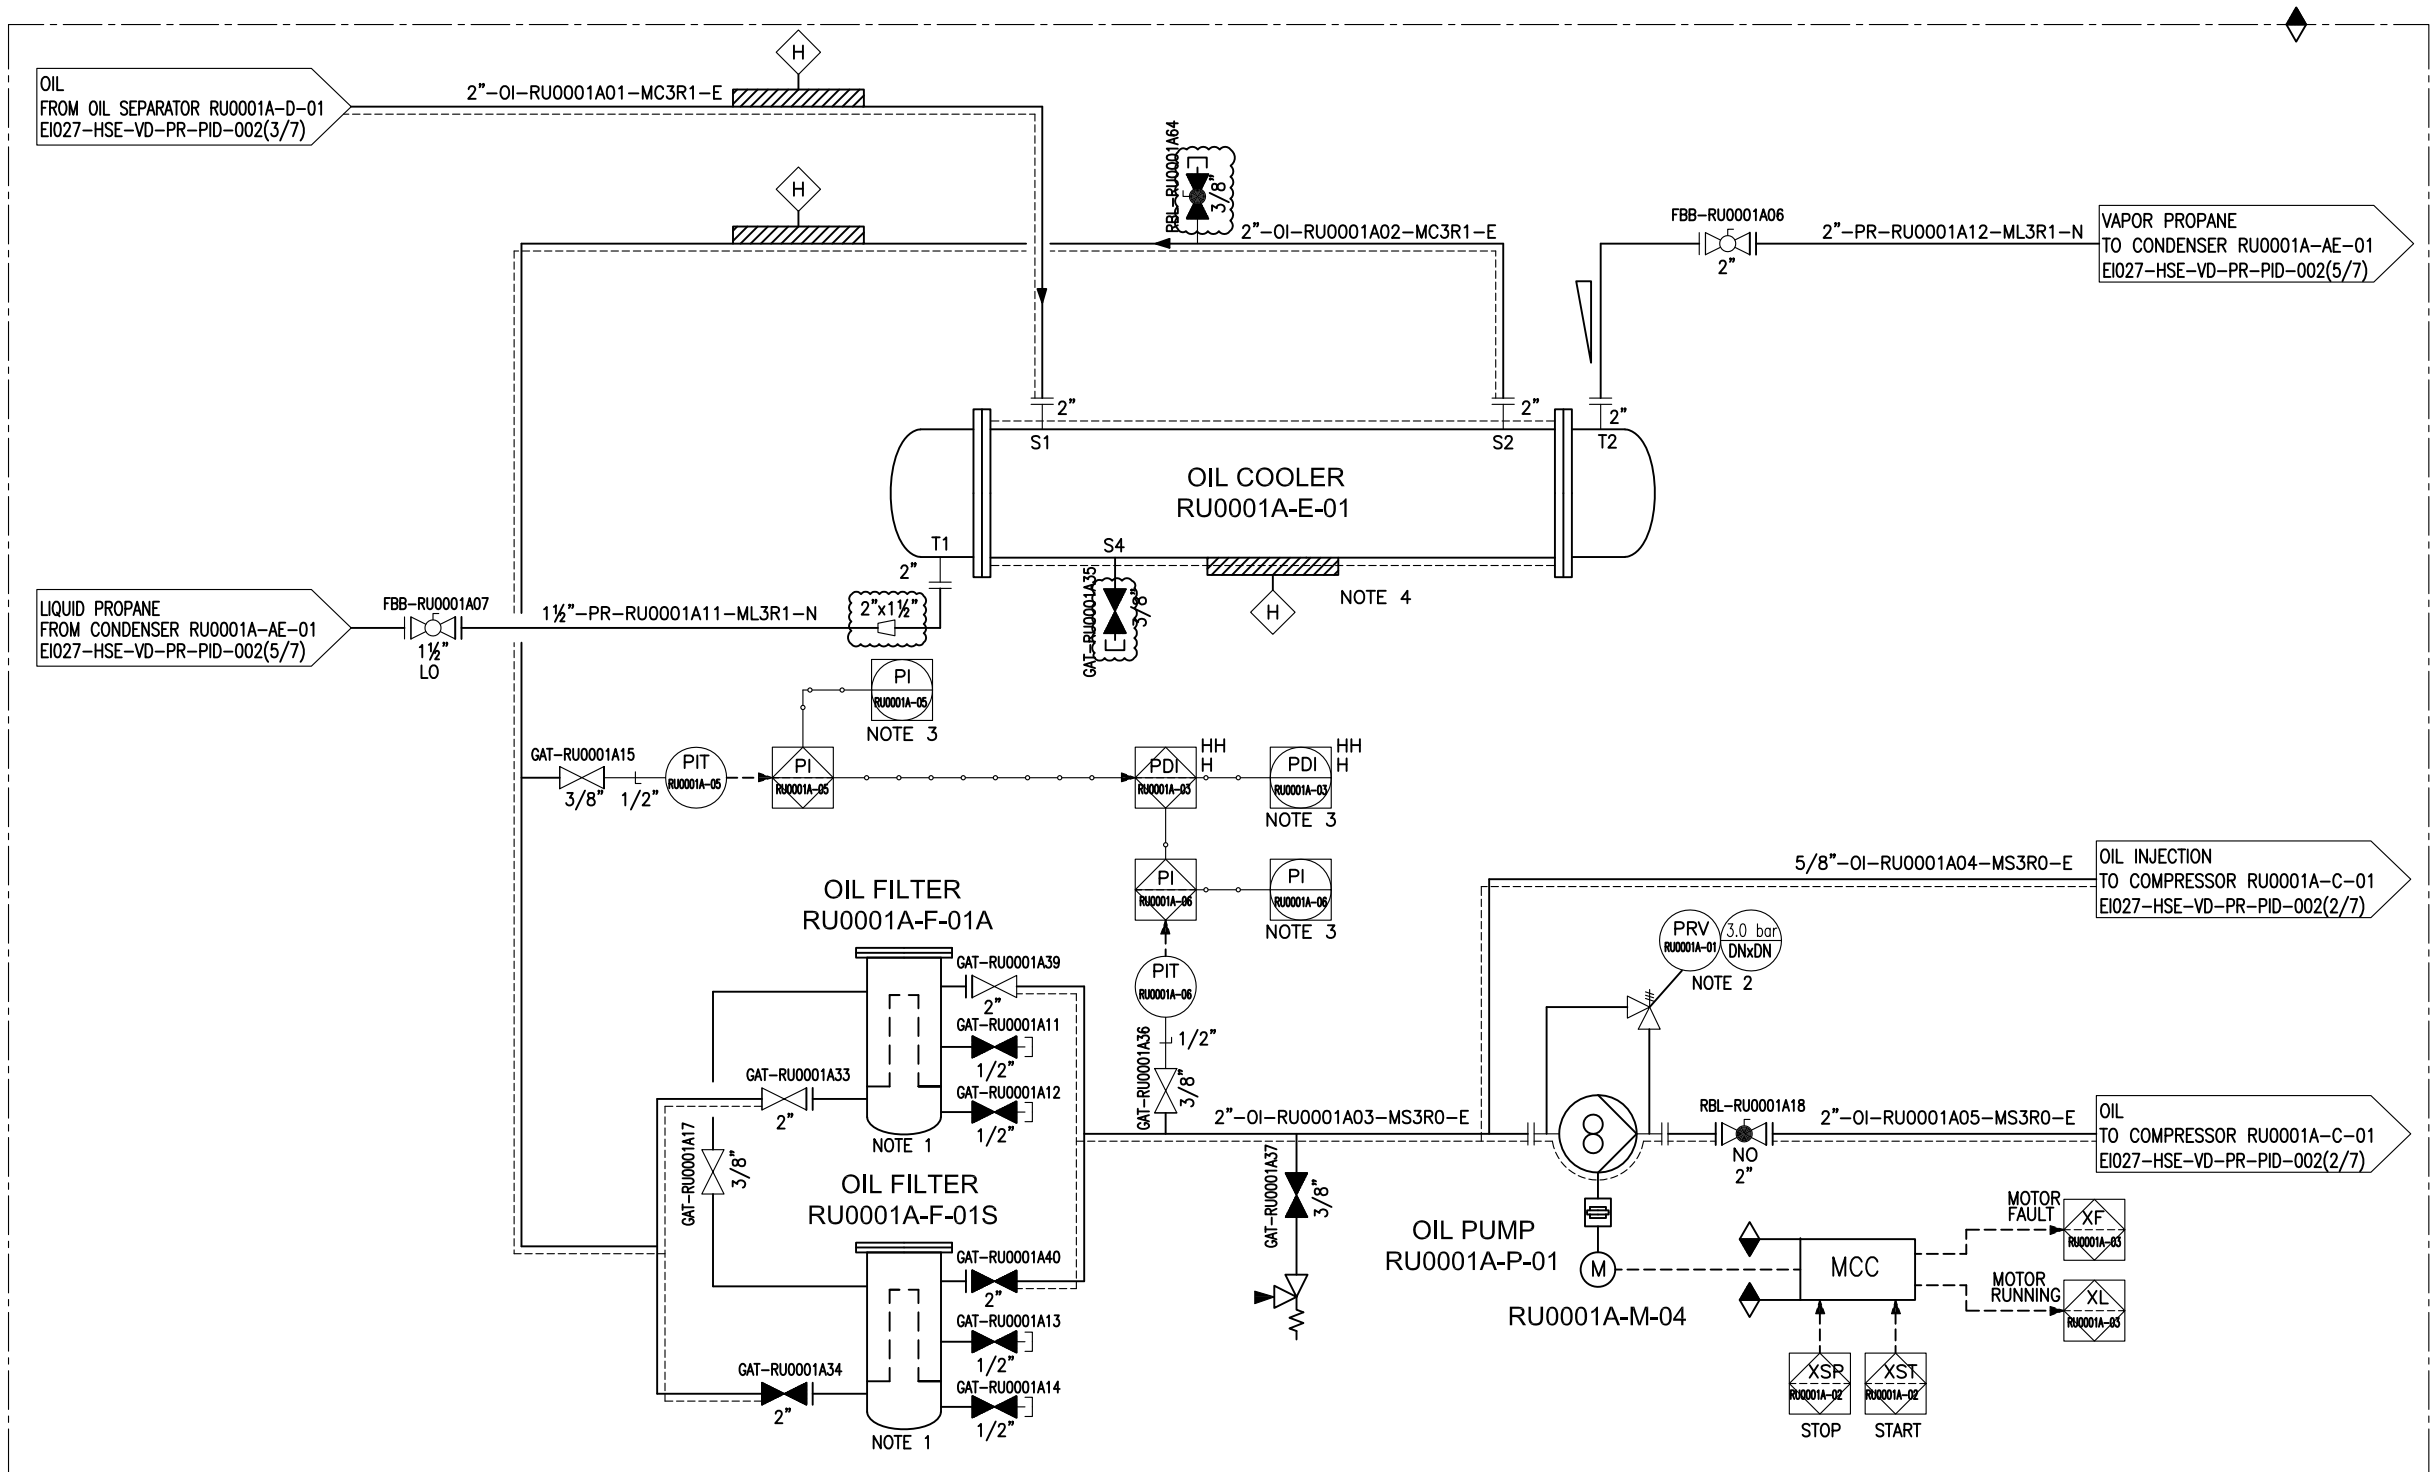 H
OIL
FROM OIL SEPARATOR RU0001A-D-01
EI027-HSE-VD-PR-PID-002(3/7)
2"-OI-RU0001A01-MC3R1-E
H
RBL-RU0001A64
3/8"
2"-OI-RU0001A02-MC3R1-E
FBB-RU0001A06
2"
2"-PR-RU0001A12-ML3R1-N
VAPOR PROPANE
TO CONDENSER RU0001A-AE-01
EI027-HSE-VD-PR-PID-002(5/7)
2"
2"
2"
S1
S2
T2
OIL COOLER
RU0001A-E-01
T1
S4
2"
GAT-RU0001A35
3/8"
H
NOTE 4
LIQUID PROPANE
FROM CONDENSER RU0001A-AE-01
EI027-HSE-VD-PR-PID-002(5/7)
FBB-RU0001A07
1½"
LO
1½"-PR-RU0001A11-ML3R1-N
2"x1½"
PI
RU0001A-05
NOTE 3
GAT-RU0001A15
3/8"
1/2"
PIT
RU0001A-05
PI
RU0001A-05
PDI
RU0001A-03
HH
H
PDI
RU0001A-03
HH
H
NOTE 3
PI
RU0001A-06
PI
RU0001A-06
NOTE 3
PIT
RU0001A-06
1/2"
GAT-RU0001A36
3/8"
5/8"-OI-RU0001A04-MS3R0-E
OIL INJECTION
TO COMPRESSOR RU0001A-C-01
EI027-HSE-VD-PR-PID-002(2/7)
OIL FILTER
RU0001A-F-01A
GAT-RU0001A39
2"
GAT-RU0001A11
1/2"
GAT-RU0001A12
1/2"
GAT-RU0001A33
2"
NOTE 1
GAT-RU0001A17
3/8"
PRV
RU0001A-01
3.0 bar
DNxDN
NOTE 2
2"-OI-RU0001A03-MS3R0-E
RBL-RU0001A18
NO
2"
2"-OI-RU0001A05-MS3R0-E
OIL
TO COMPRESSOR RU0001A-C-01
EI027-HSE-VD-PR-PID-002(2/7)
GAT-RU0001A37
3/8"
OIL FILTER
RU0001A-F-01S
GAT-RU0001A40
2"
GAT-RU0001A13
1/2"
GAT-RU0001A14
1/2"
GAT-RU0001A34
2"
NOTE 1
OIL PUMP
RU0001A-P-01
M
RU0001A-M-04
MCC
MOTOR
FAULT
XF
RU0001A-03
MOTOR
RUNNING
XL
RU0001A-03
XSP
RU0001A-02
STOP
XST
RU0001A-02
START